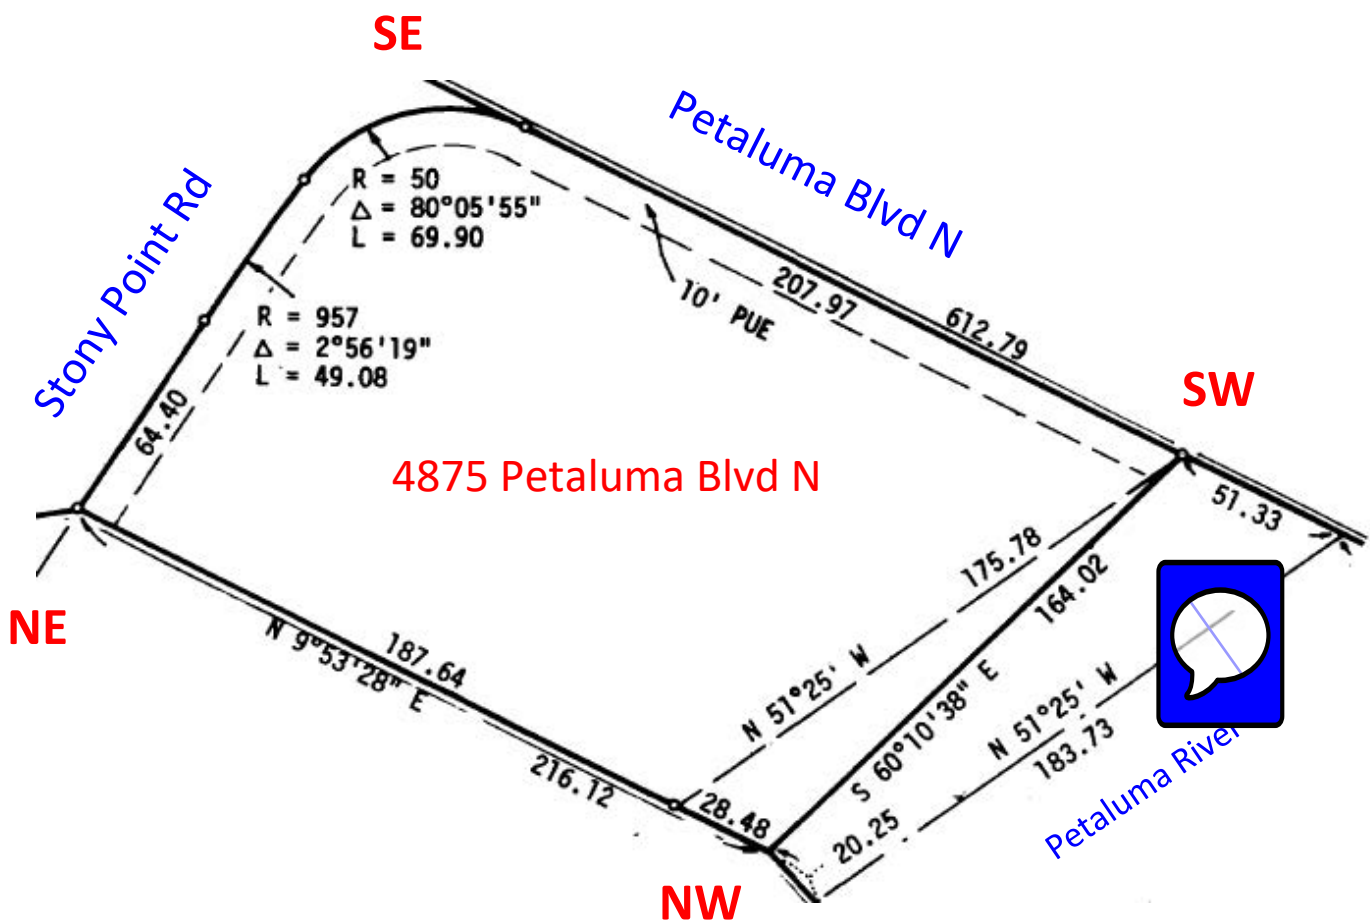 SE
Petaluma Blvd N
Stony Point Rd
R = 50
Δ = 80°05'55"
L = 69.90
10' PUE
207.97
612.79
R = 957
Δ = 2°56'19"
L = 49.08
64.40
SW
51.33
4875 Petaluma Blvd N
175.78
164.02
NE
187.64
N 9°53'28" E
N 51°25' W
S 60°10'38" E
N 51°25' W
183.73
Petaluma River
216.12
28.48
20.25
NW